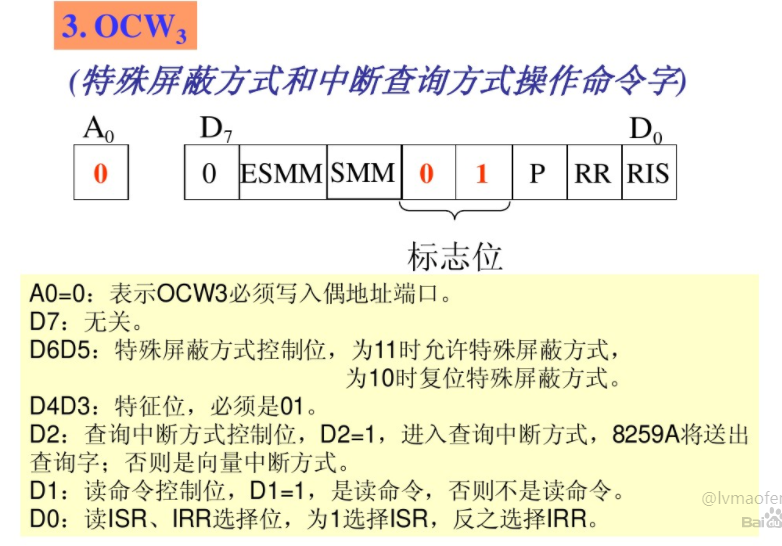 3. OCW3
(特殊屏蔽方式和中断查询方式操作命令字)
A0 D7 D0
0 0 ESMM SMM 0 1 P RR RIS
标志位
A0=0：表示OCW3必须写入偶地址端口。
D7：无关。
D6D5：特殊屏蔽方式控制位，为11时允许特殊屏蔽方式，
为10时复位特殊屏蔽方式。
D4D3：特征位，必须是01。
D2：查询中断方式控制位，D2=1，进入查询中断方式，8259A将送出
查询字；否则是向量中断方式。
D1：读命令控制位，D1=1，是读命令，否则不是读命令。
D0：读ISR、IRR选择位，为1选择ISR，反之选择IRR。